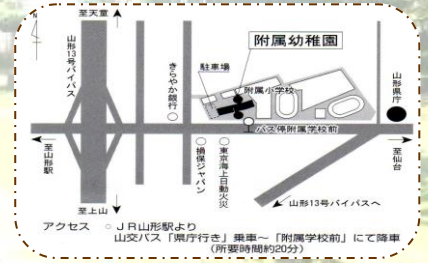 至天童
N
山形13号バイパス
きらやか銀行
駐車場
附属幼稚園
附属小学校
山形県庁
バス停附属学校前
至山形駅
損保ジャパン
東京海上日動火災
至仙台
山形13号バイパスへ
至上山
アクセス ○ JR山形駅より
山交バス「県庁行き」乗車～「附属学校前」にて降車
(所要時間約20分)